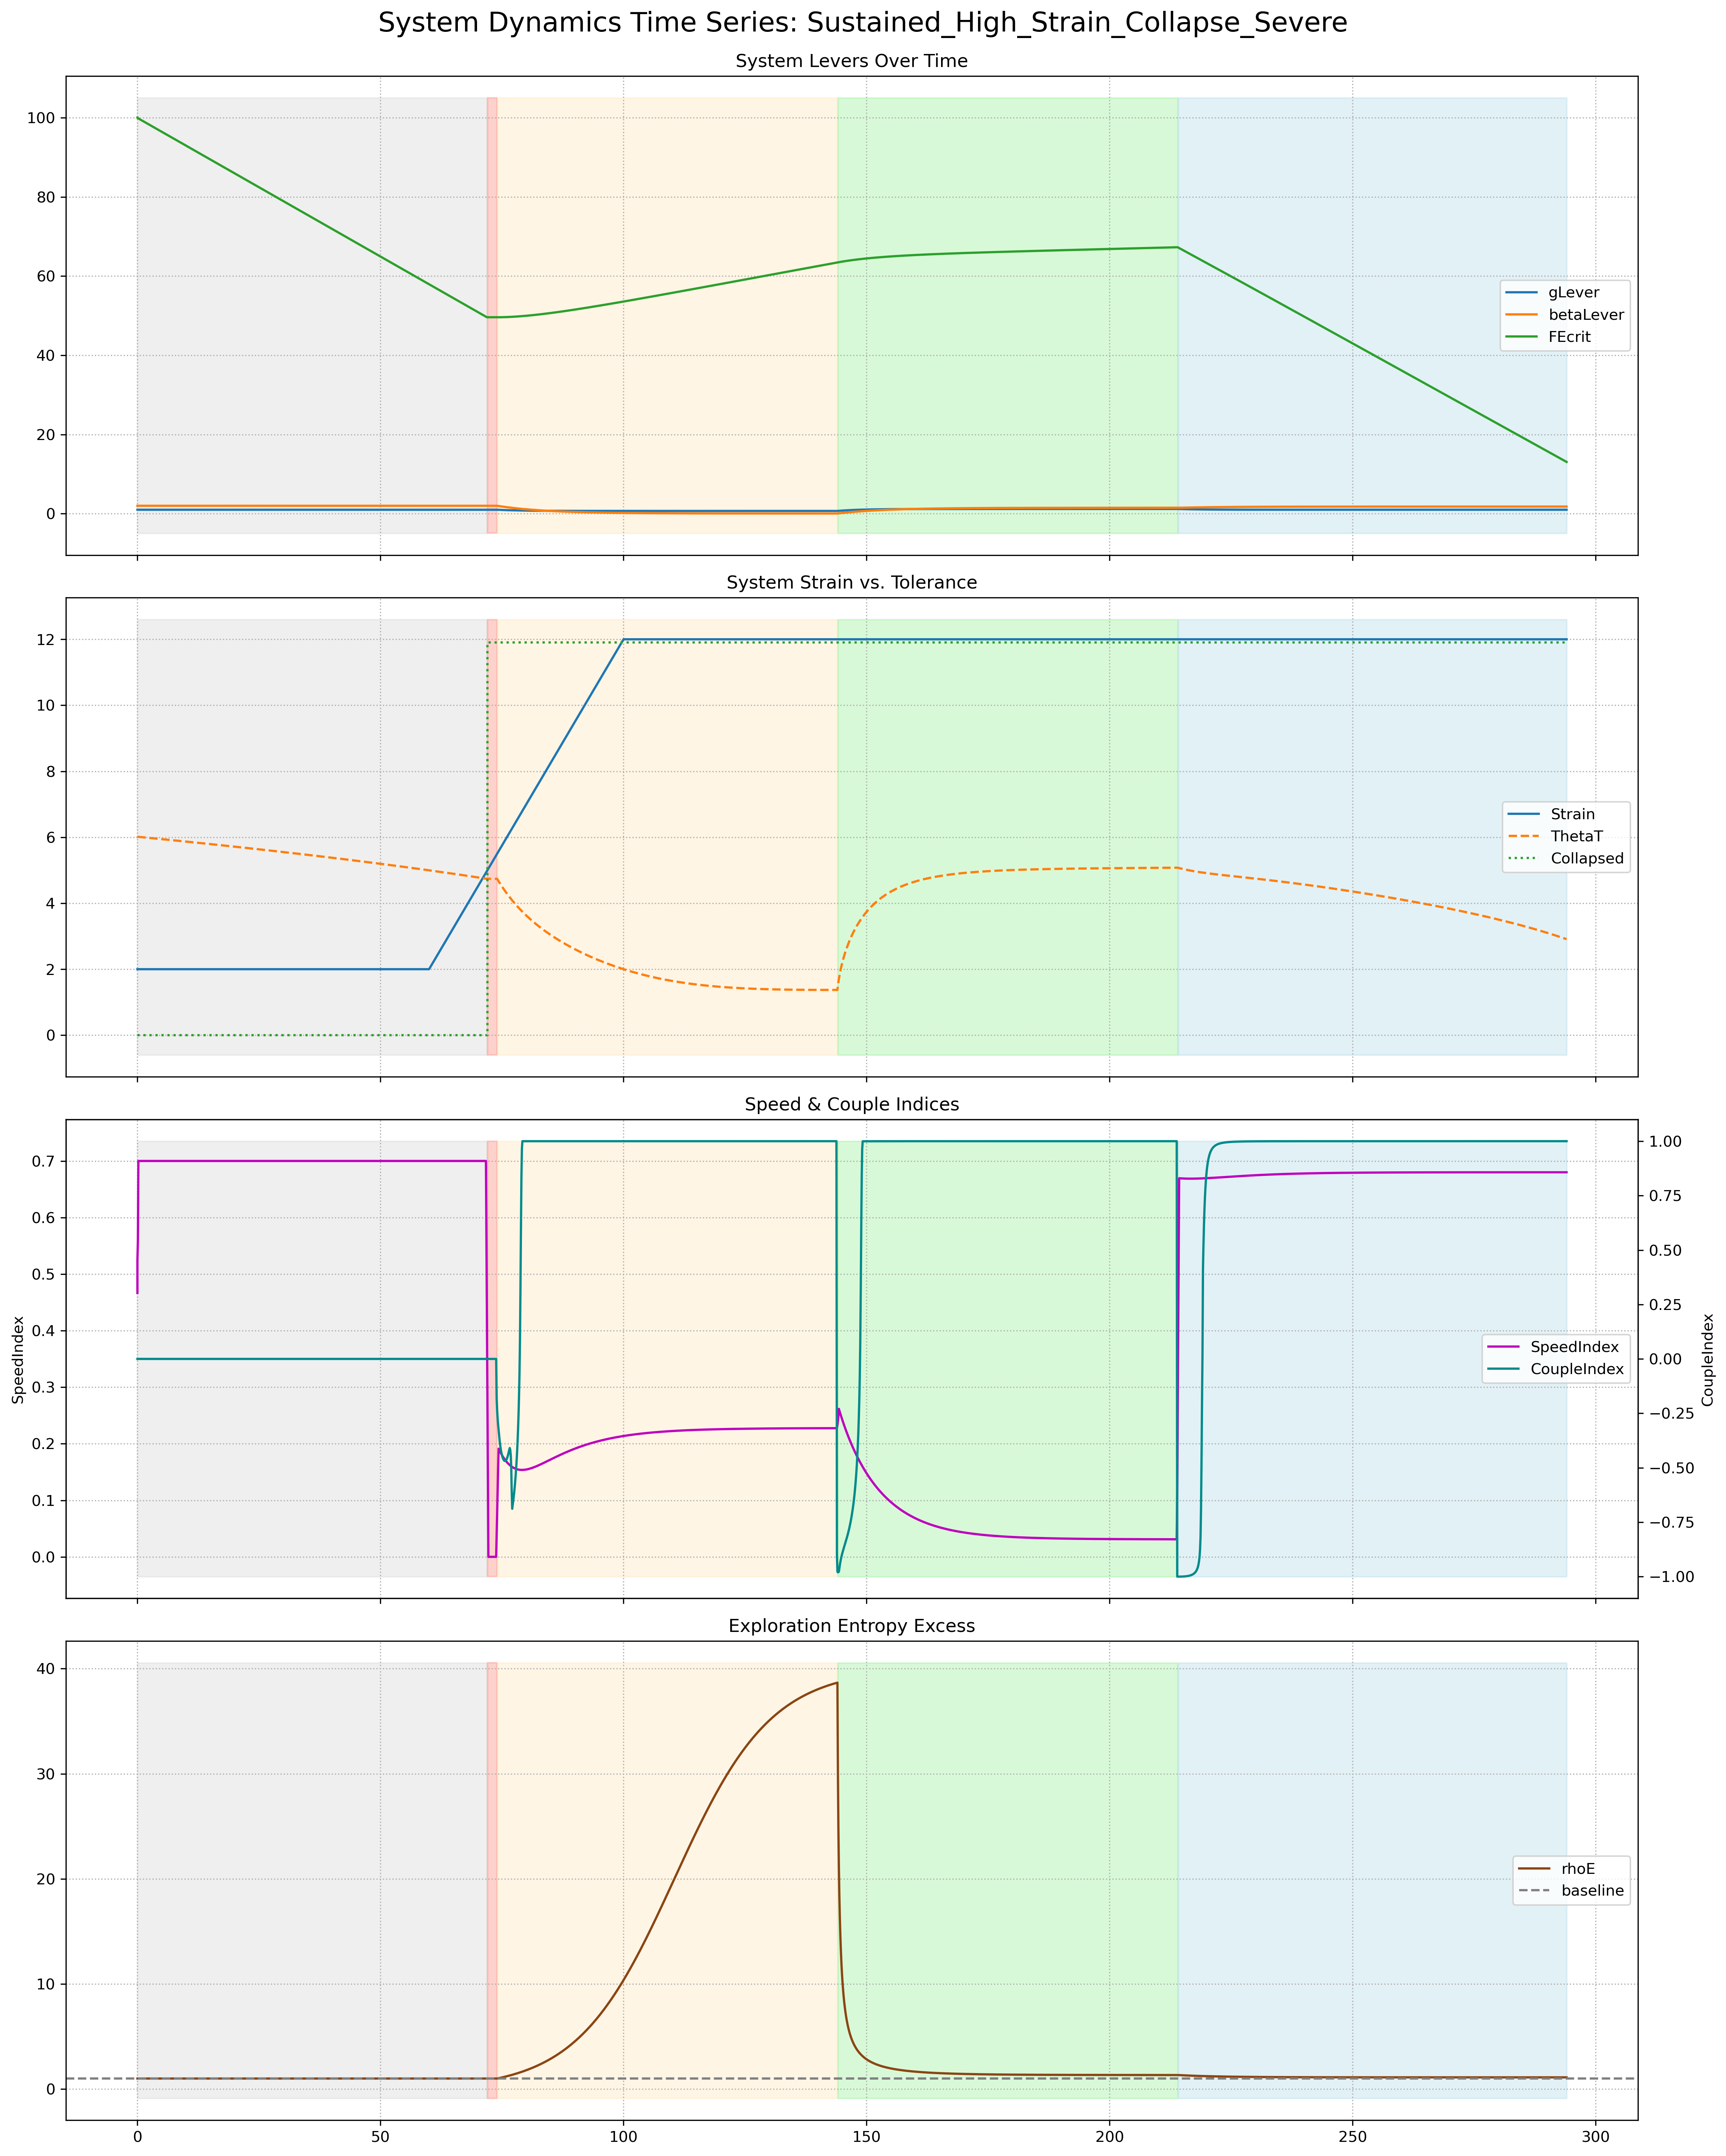 System Dynamics Time Series: Sustained_High_Strain_Collapse_Severe
System Levers Over Time
100
80
60
40
20
0
gLever
betaLever
FEcrit
System Strain vs. Tolerance
12
10
8
6
4
2
0
Strain
ThetaT
Collapsed
Speed & Couple Indices
SpeedIndex
0.7
0.6
0.5
0.4
0.3
0.2
0.1
0.0
SpeedIndex
CoupleIndex
1.00
0.75
0.50
0.25
0.00
−0.25
−0.50
−0.75
−1.00
CoupleIndex
Exploration Entropy Excess
40
30
20
10
0
rhoE
baseline
0 50 100 150 200 250 300